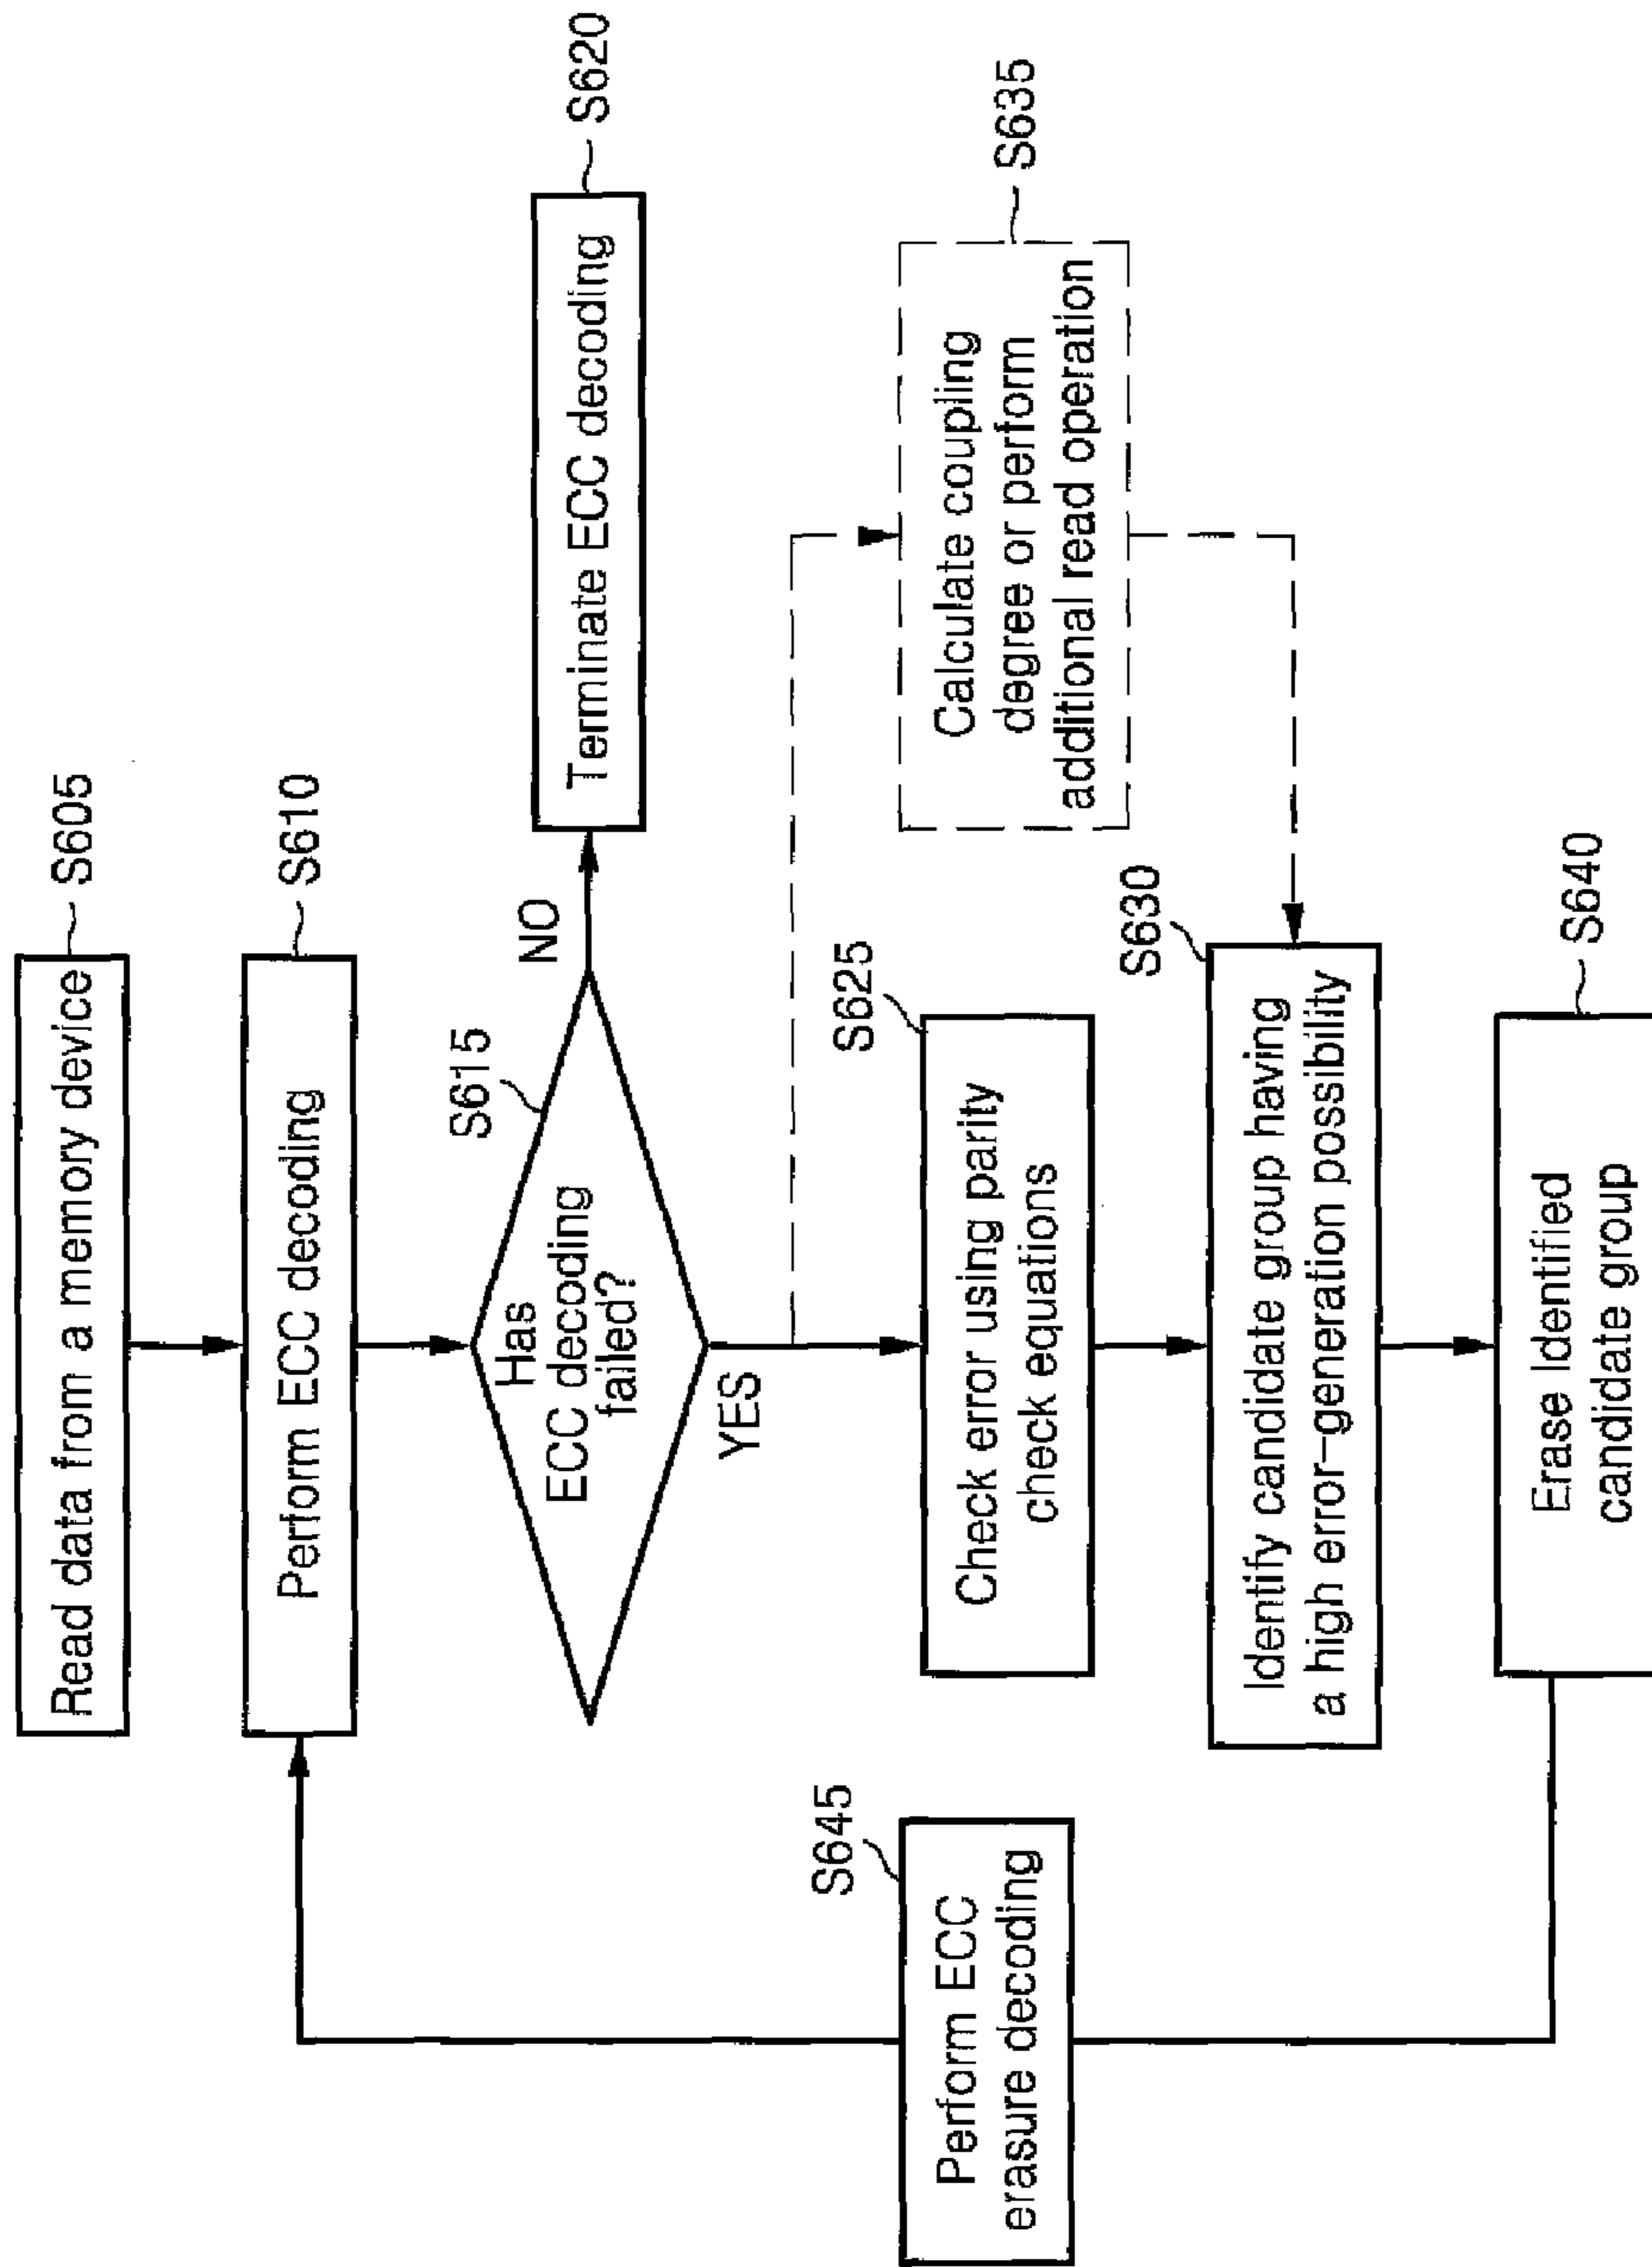 Read data from a memory device
S605
Perform ECC decoding
S610
Has
ECC decoding
failed?
S615
NO
Terminate ECC decoding
S620
YES
Check error using parity
check equations
S625
Calculate coupling
degree or perform
additional read operation
S635
Identify candidate group having
a high error-generation possibility
S630
Erase Identified
candidate group
S640
Perform ECC
erasure decoding
S645